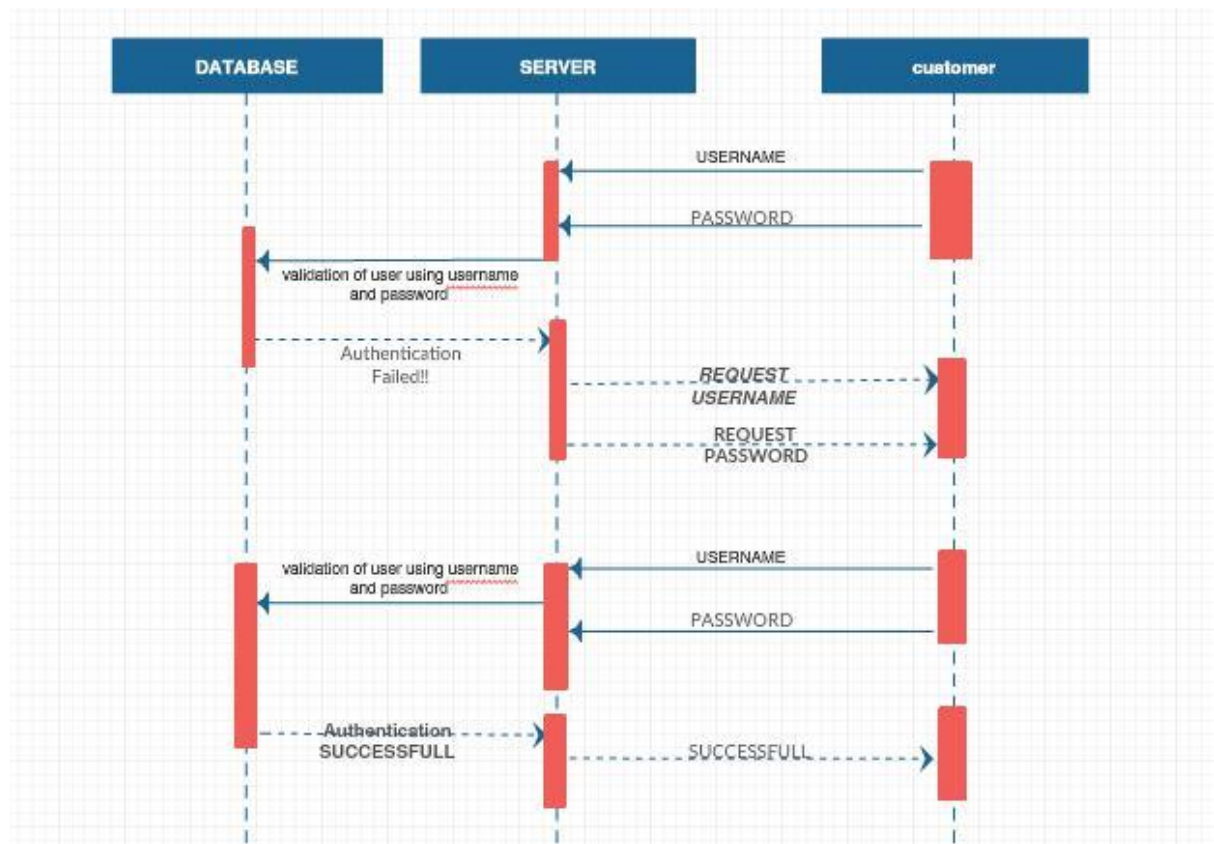 DATABASE
SERVER
customer
USERNAME
PASSWORD
validation of user using username
and password
Authentication
Failed!!
REQUEST
USERNAME
REQUEST
PASSWORD
USERNAME
validation of user using username
and password
PASSWORD
Authentication
SUCCESSFULL
SUCCESSFULL